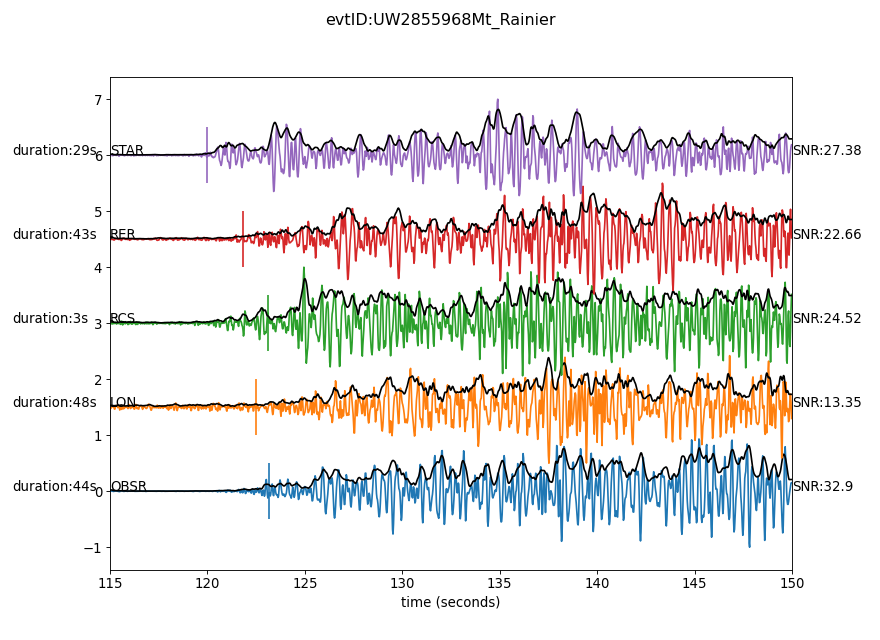 evtID:UW2855968Mt_Rainier
7
duration:29s STAR 6 SNR:27.38
5
duration:43s RER SNR:22.66
4
duration:3s RCS 3 SNR:24.52
2
duration:48s LON SNR:13.35
1
duration:44s OBSR 0 SNR:32.9
−1
115 120 125 130 135 140 145 150
time (seconds)